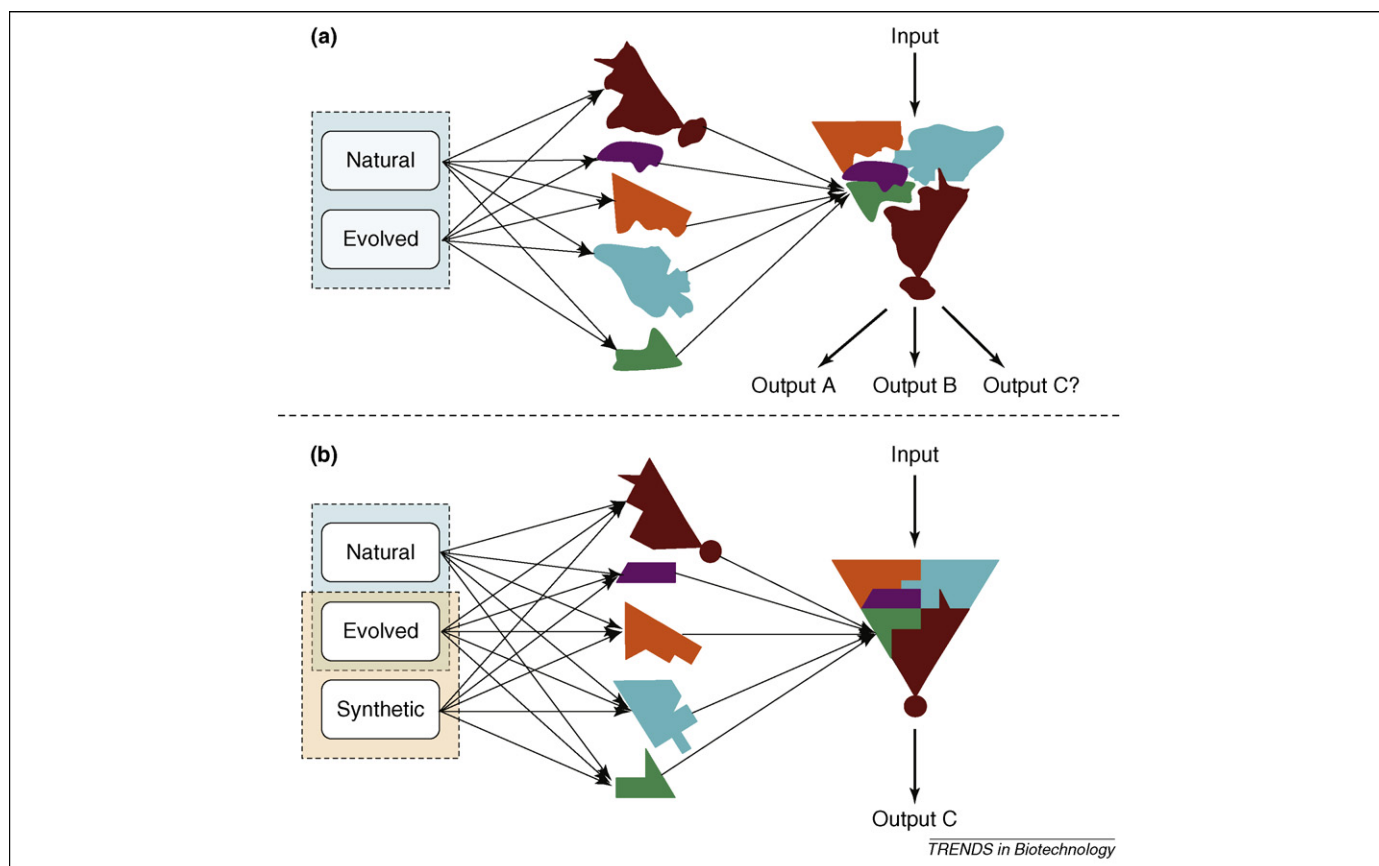 (a)
Input
Natural
Evolved
Output A
Output B
Output C?
(b)
Input
Natural
Evolved
Synthetic
Output C
TRENDS in Biotechnology